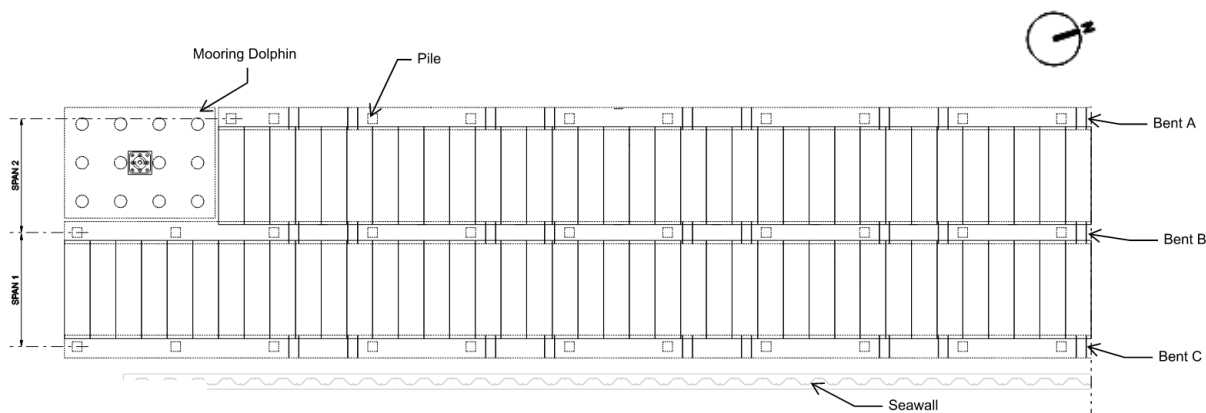 N
Mooring Dolphin
Pile
Bent A
SPAN 2
Bent B
SPAN 1
Bent C
Seawall